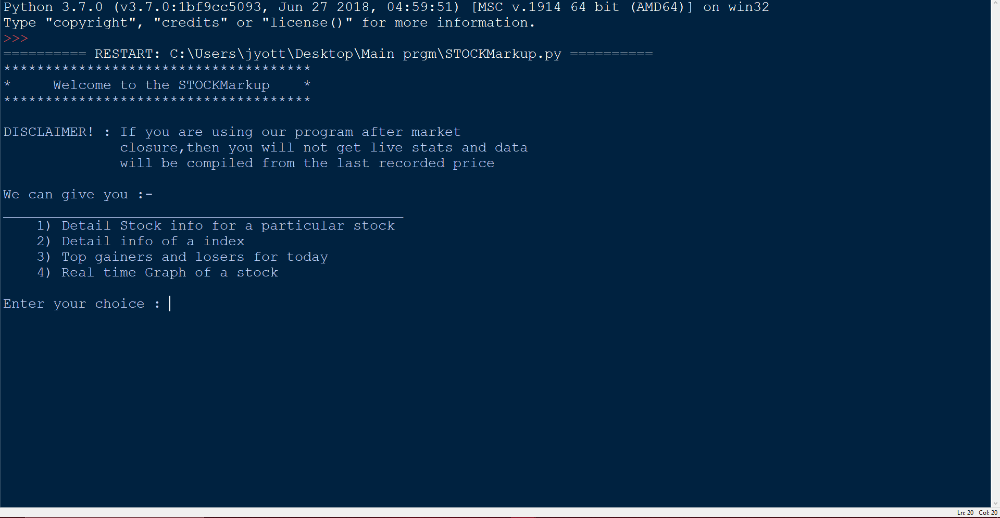 Python 3.7.0 (v3.7.0:1bf9cc5093, Jun 27 2018, 04:59:51) [MSC v.1914 64 bit (AMD64)] on win32
Type "copyright", "credits" or "license()" for more information.
>>>
========== RESTART: C:\Users\jyott\Desktop\Main prgm\STOCKMarkup.py ==========
*************************************
*     Welcome to the STOCKMarkup    *
*************************************
DISCLAIMER! : If you are using our program after market
closure,then you will not get live stats and data
will be compiled from the last recorded price
We can give you :-
________________________________________________
1) Detail Stock info for a particular stock
2) Detail info of a index
3) Top gainers and losers for today
4) Real time Graph of a stock
Enter your choice :
Ln: 20 Col: 20